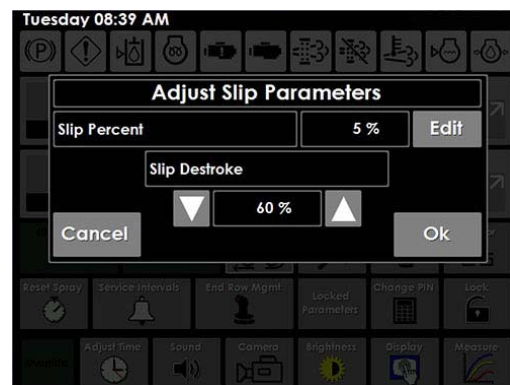 Tuesday 08:39 AM
(P)
Adjust Slip Parameters
Slip Percent 5 % Edit
Slip Destroke
60 %
Cancel Ok
Reset Spray Service Intervals End Row Mgmt Locked Parameters Change PIN Lock
Adjust Time Sound Camera Brightness Display Measure